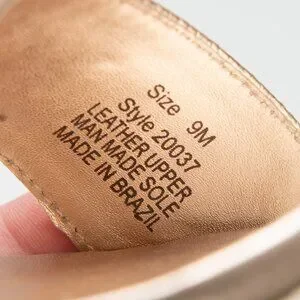 Size 9M
Style 20037
LEATHER UPPER
MAN MADE SOLE
MADE IN BRAZIL